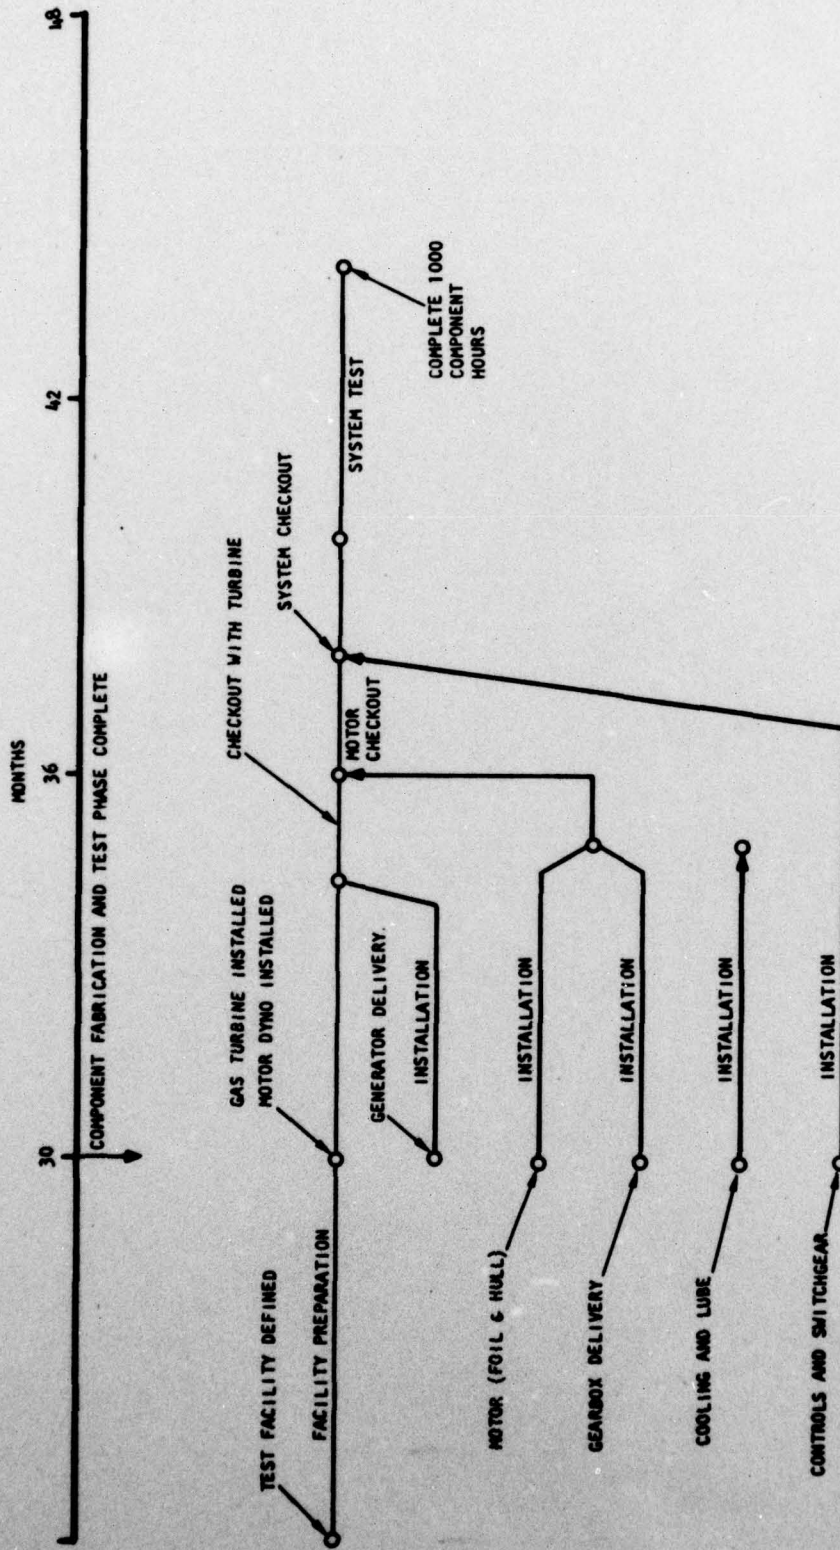 MONTHS
30
36
42
48
COMPONENT FABRICATION AND TEST PHASE COMPLETE
TEST FACILITY DEFINED
FACILITY PREPARATION
GAS TURBINE INSTALLED
MOTOR DYNO INSTALLED
CHECKOUT WITH TURBINE
SYSTEM CHECKOUT
MOTOR
CHECKOUT
SYSTEM TEST
COMPLETE 1000
COMPONENT
HOURS
GENERATOR DELIVERY
INSTALLATION
MOTOR (FOIL & HULL)
INSTALLATION
GEARBOX DELIVERY
INSTALLATION
COOLING AND LUBE
INSTALLATION
CONTROLS AND SWITCHGEAR
INSTALLATION